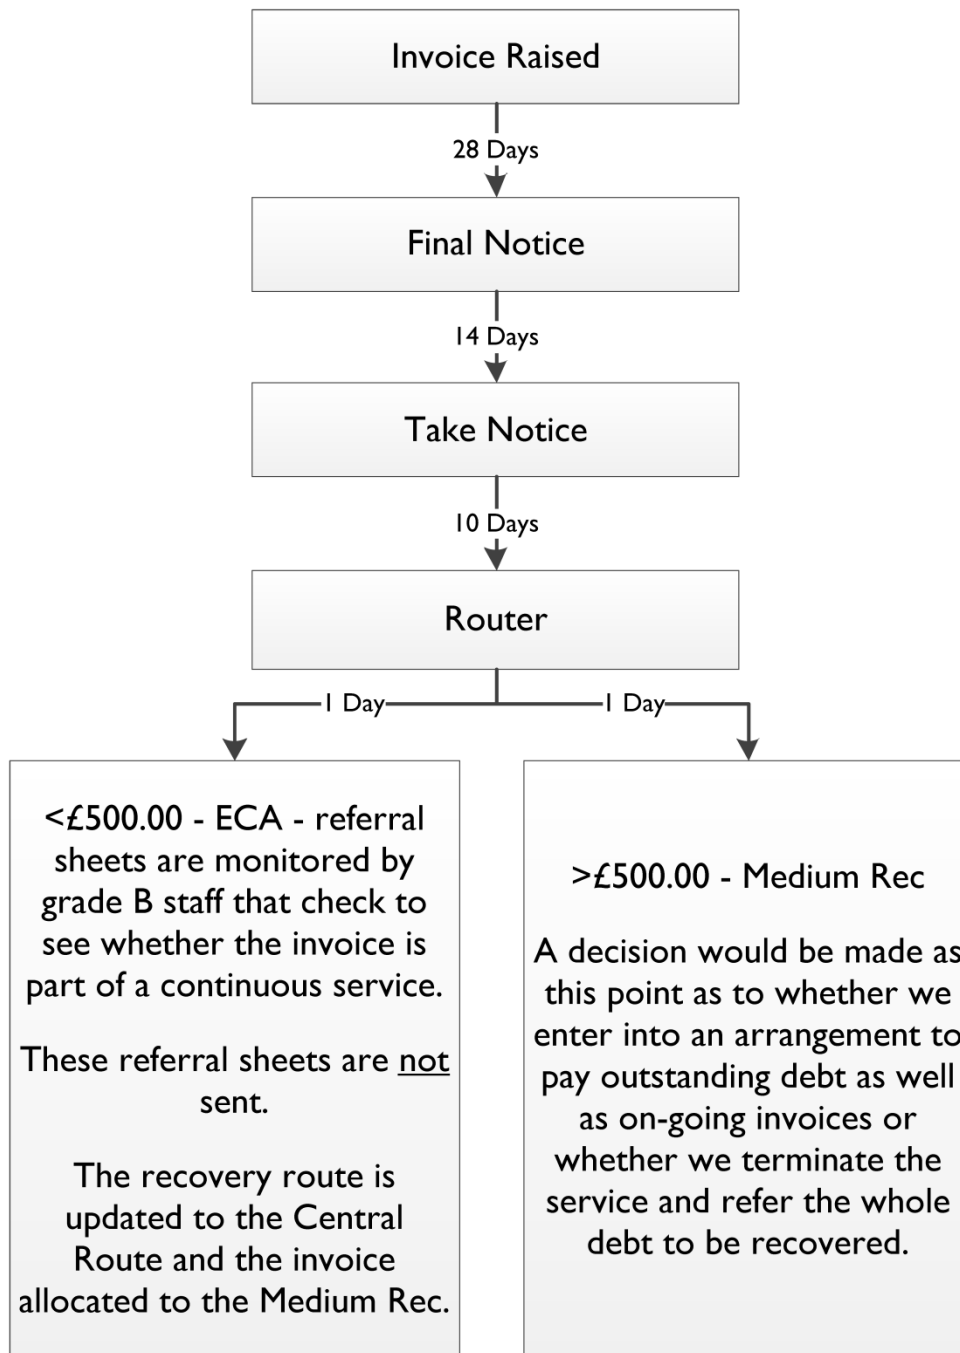 Invoice Raised
28 Days
Final Notice
14 Days
Take Notice
10 Days
Router
1 Day
1 Day
<£500.00 - ECA - referral
sheets are monitored by
grade B staff that check to
see whether the invoice is
part of a continuous service.
These referral sheets are not
sent.
The recovery route is
updated to the Central
Route and the invoice
allocated to the Medium Rec.
>£500.00 - Medium Rec
A decision would be made as
this point as to whether we
enter into an arrangement to
pay outstanding debt as well
as on-going invoices or
whether we terminate the
service and refer the whole
debt to be recovered.